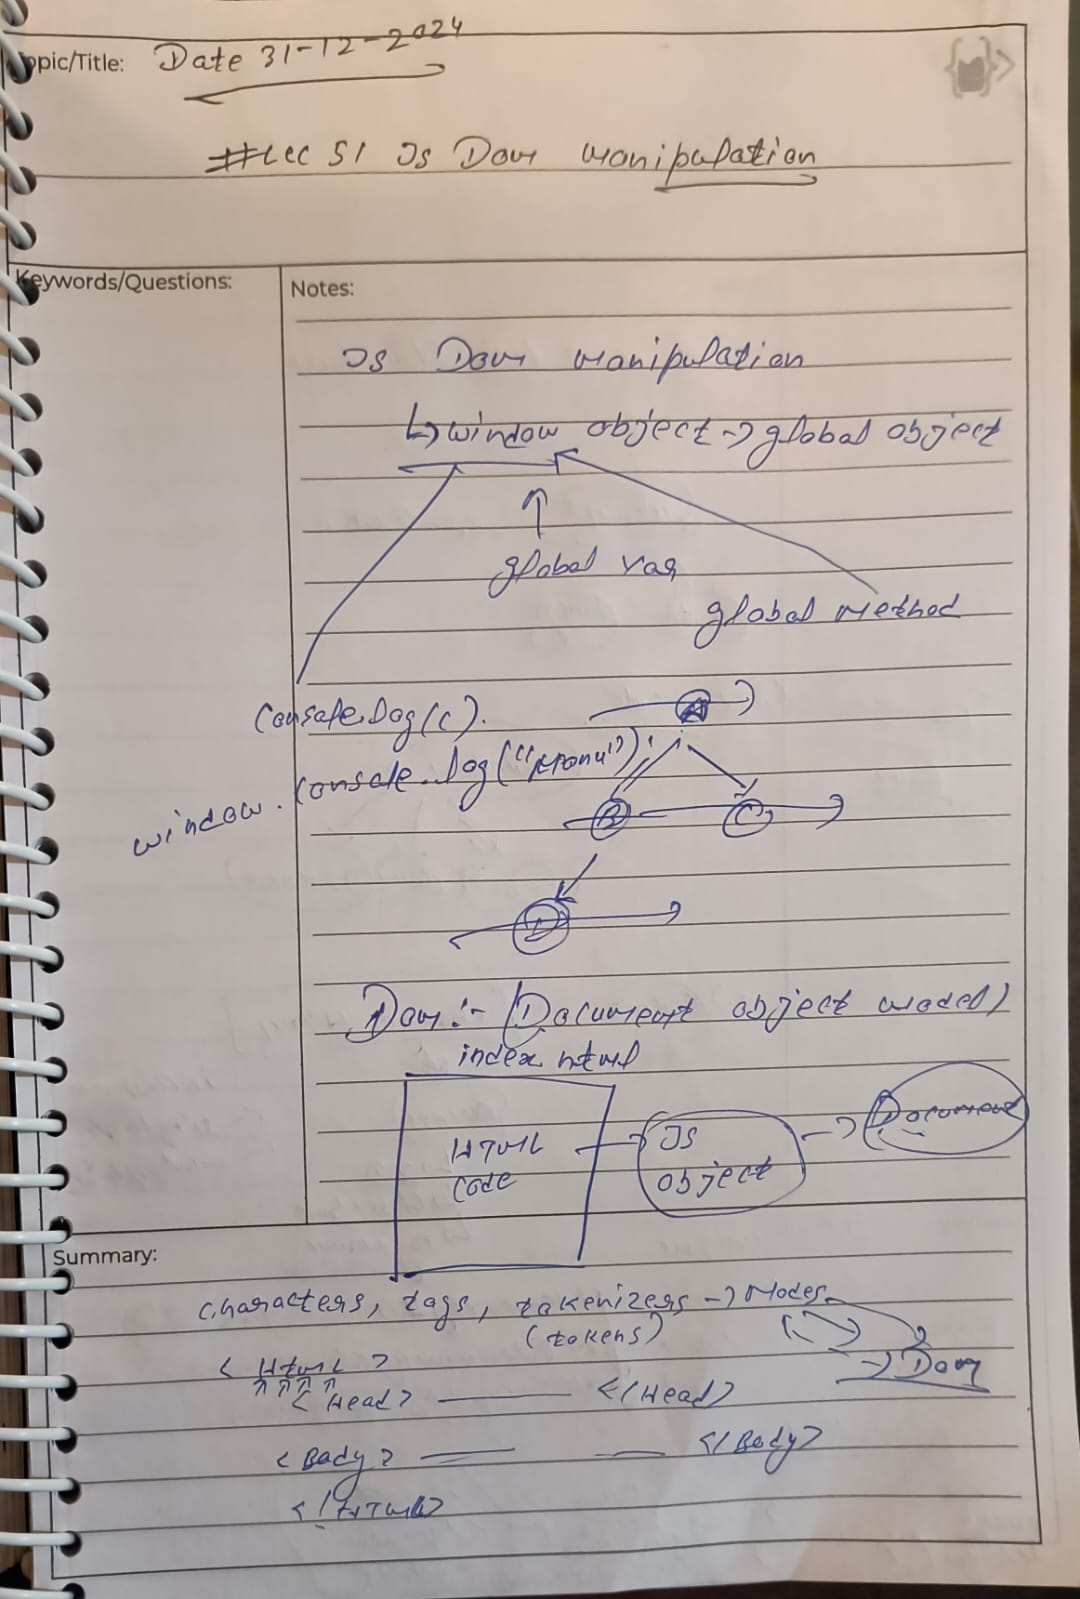 Topic/Title: Date 31-12-2024
#Lec 51 Js Dom manipulation
Keywords/Questions:
Notes:
Js Dom manipulation
↳ window object → global object
global var
global method
Console.log(c).
window. console.log("
A
B C
D
Dom :- (Document object model)
index.html
HTML code → JS object → Document
Summary:
characters, tags, tokenizers → Nodes
(tokens)
→ Dom
< Html >
< Head> </Head>
< Body> </Body>
</HTML>